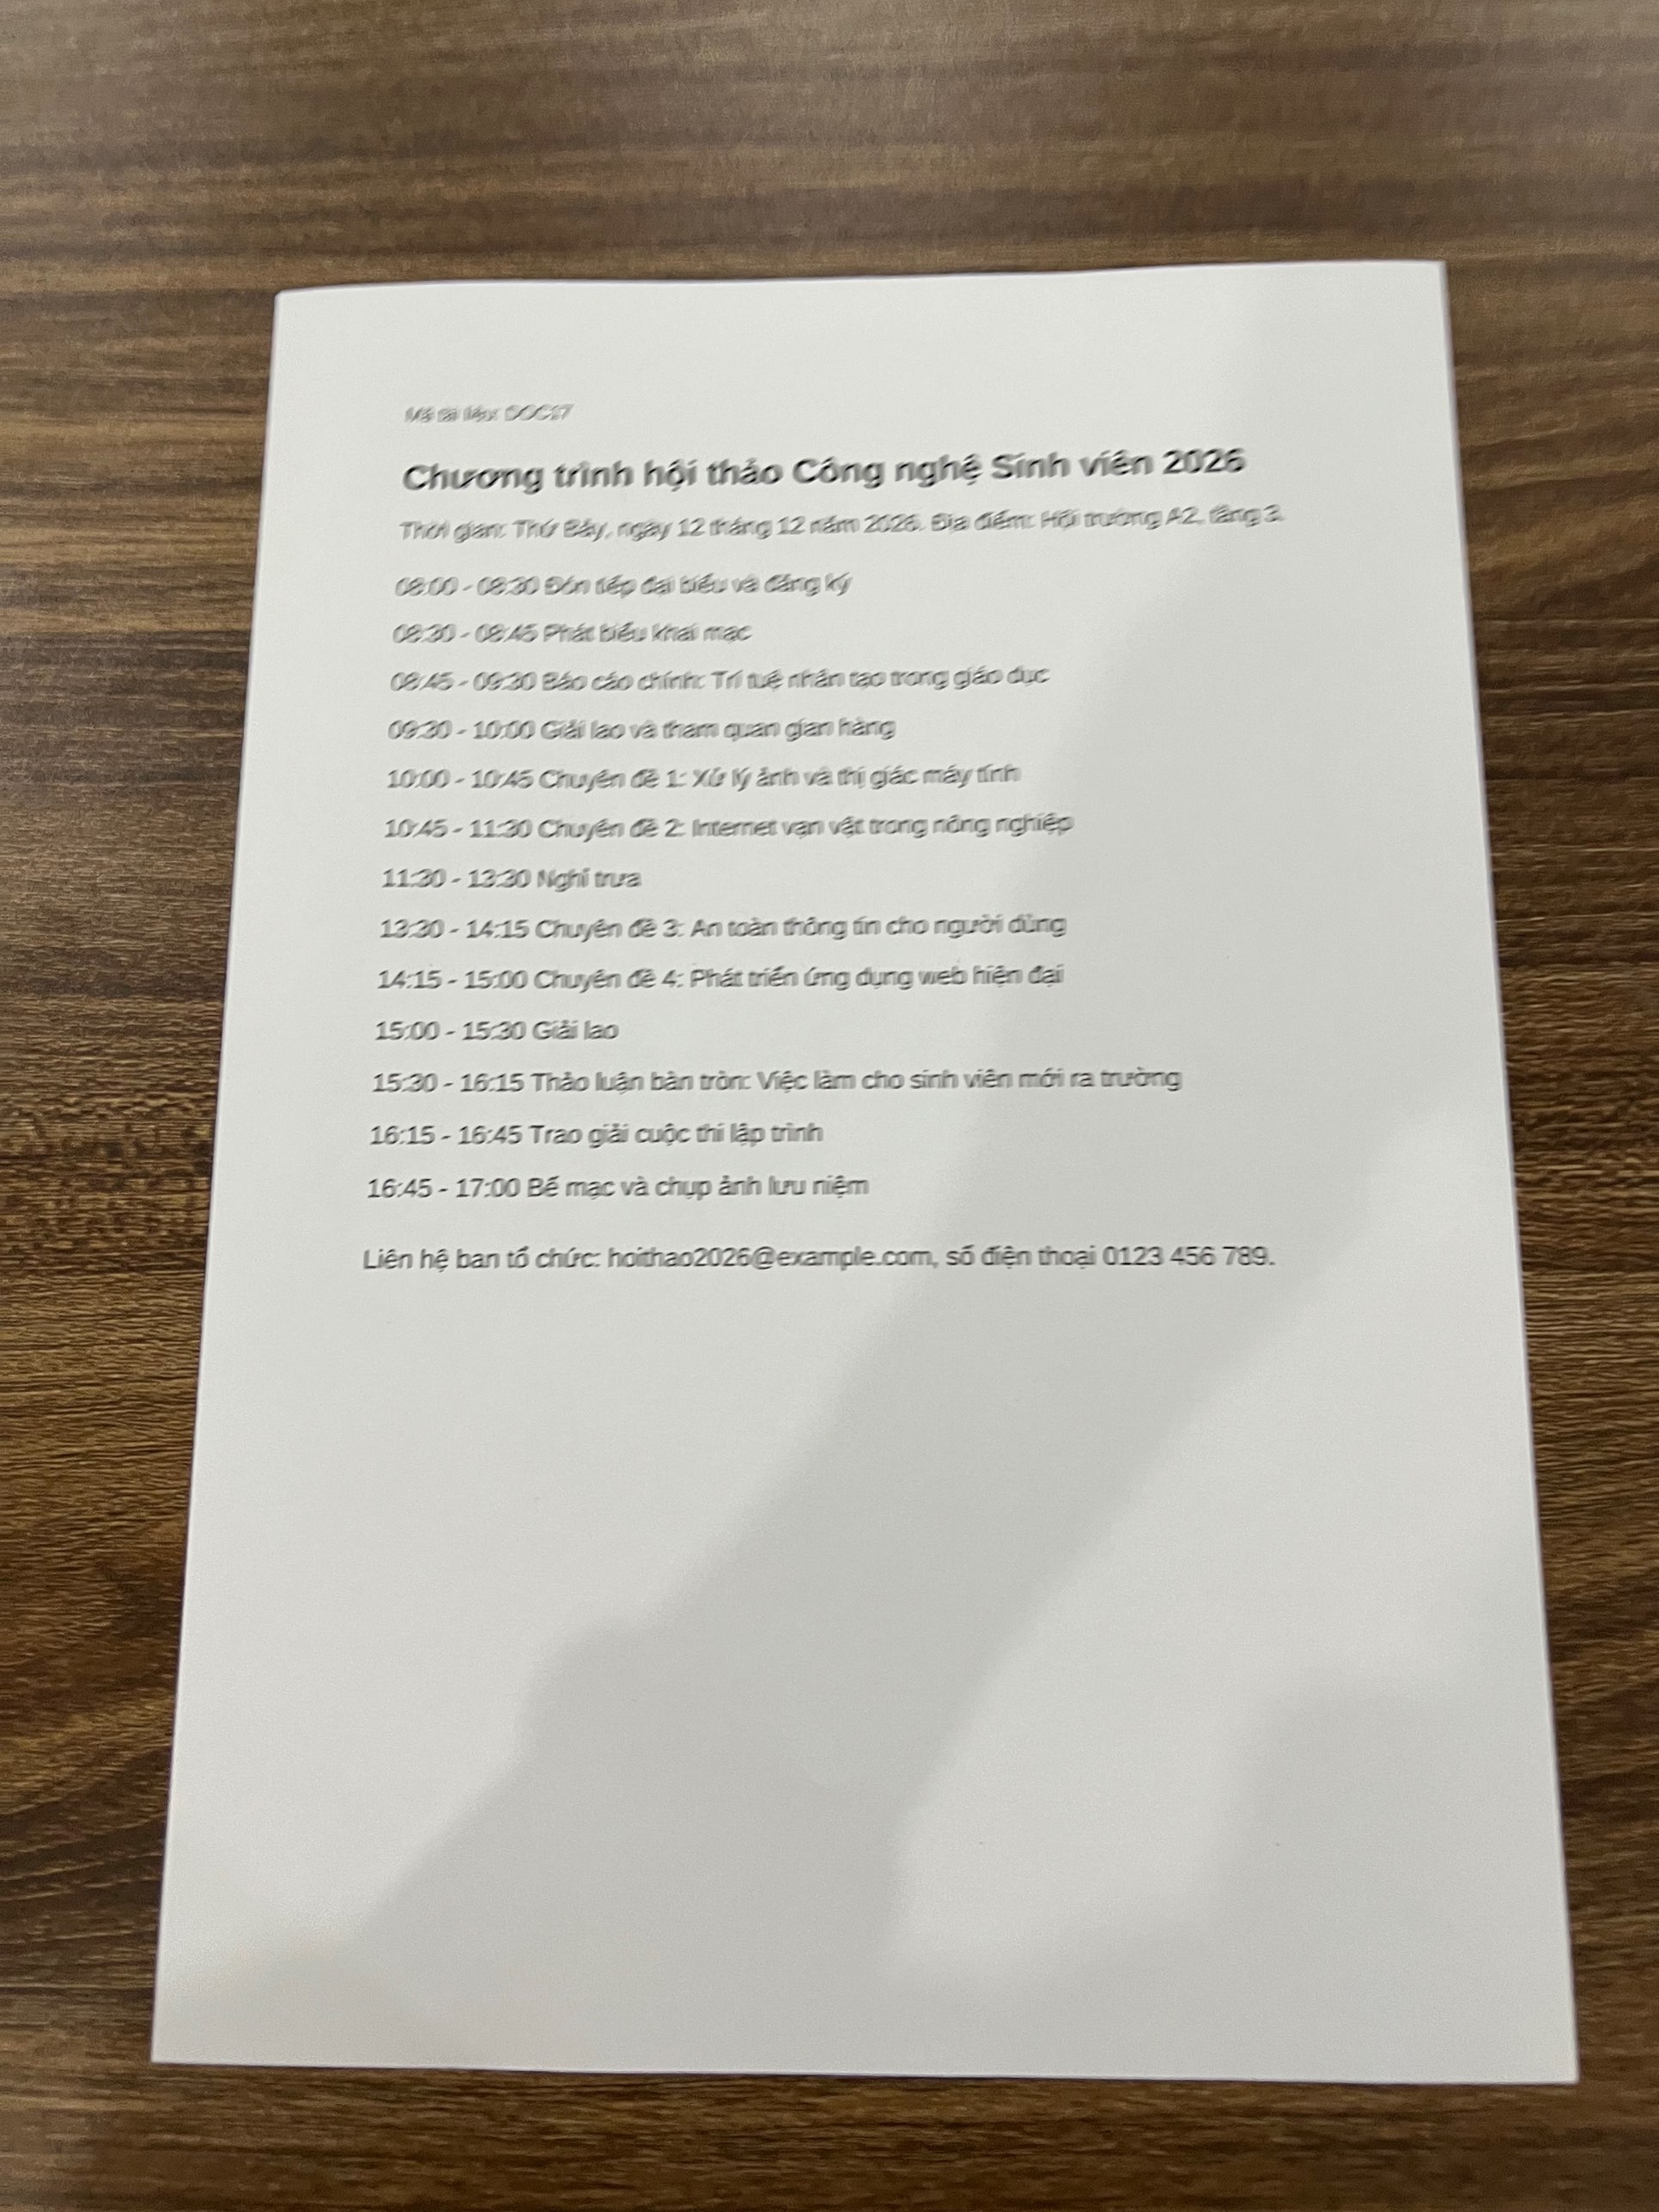 Mã tài liệu: DOC17
Chương trình hội thảo Công nghệ Sinh viên 2026
Thời gian: Thứ Bảy, ngày 12 tháng 12 năm 2026. Địa điểm: Hội trường A2, tầng 3.
08:00 - 08:30 Đón tiếp đại biểu và đăng ký
08:30 - 08:45 Phát biểu khai mạc
08:45 - 09:30 Báo cáo chính: Trí tuệ nhân tạo trong giáo dục
09:30 - 10:00 Giải lao và tham quan gian hàng
10:00 - 10:45 Chuyên đề 1: Xử lý ảnh và thị giác máy tính
10:45 - 11:30 Chuyên đề 2: Internet vạn vật trong nông nghiệp
11:30 - 13:30 Nghỉ trưa
13:30 - 14:15 Chuyên đề 3: An toàn thông tin cho người dùng
14:15 - 15:00 Chuyên đề 4: Phát triển ứng dụng web hiện đại
15:00 - 15:30 Giải lao
15:30 - 16:15 Thảo luận bàn tròn: Việc làm cho sinh viên mới ra trường
16:15 - 16:45 Trao giải cuộc thi lập trình
16:45 - 17:00 Bế mạc và chụp ảnh lưu niệm
Liên hệ ban tổ chức: hoithao2026@example.com, số điện thoại 0123 456 789.